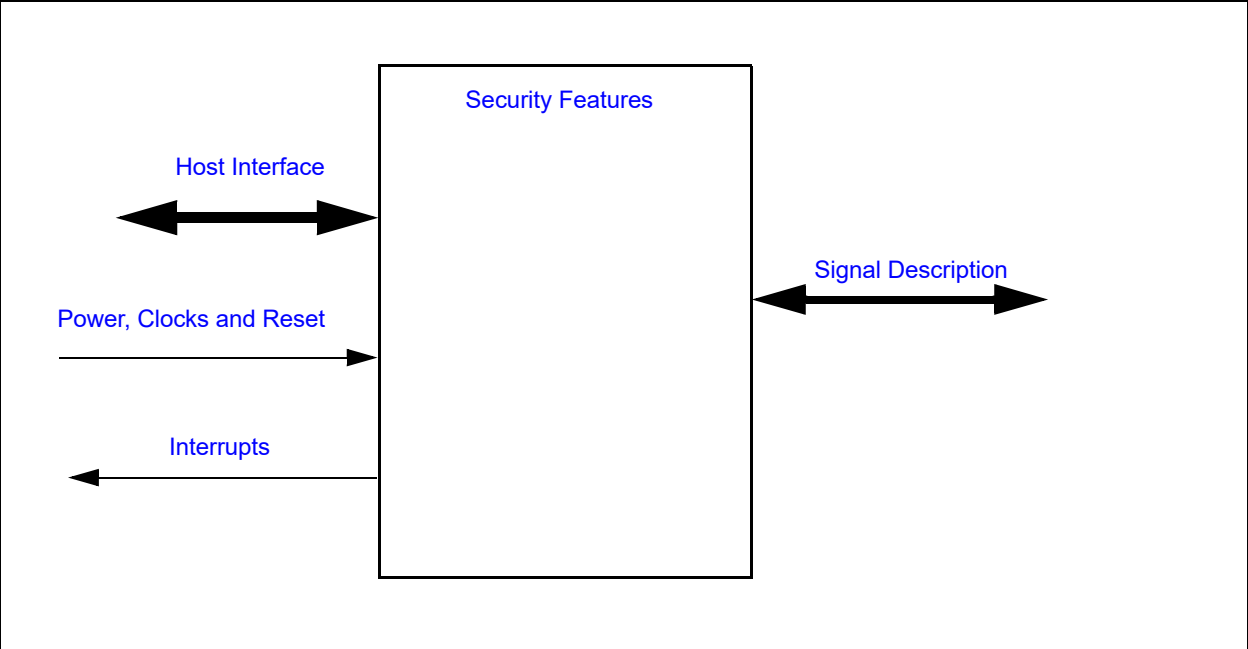 Security Features
Host Interface
Signal Description
Power, Clocks and Reset
Interrupts